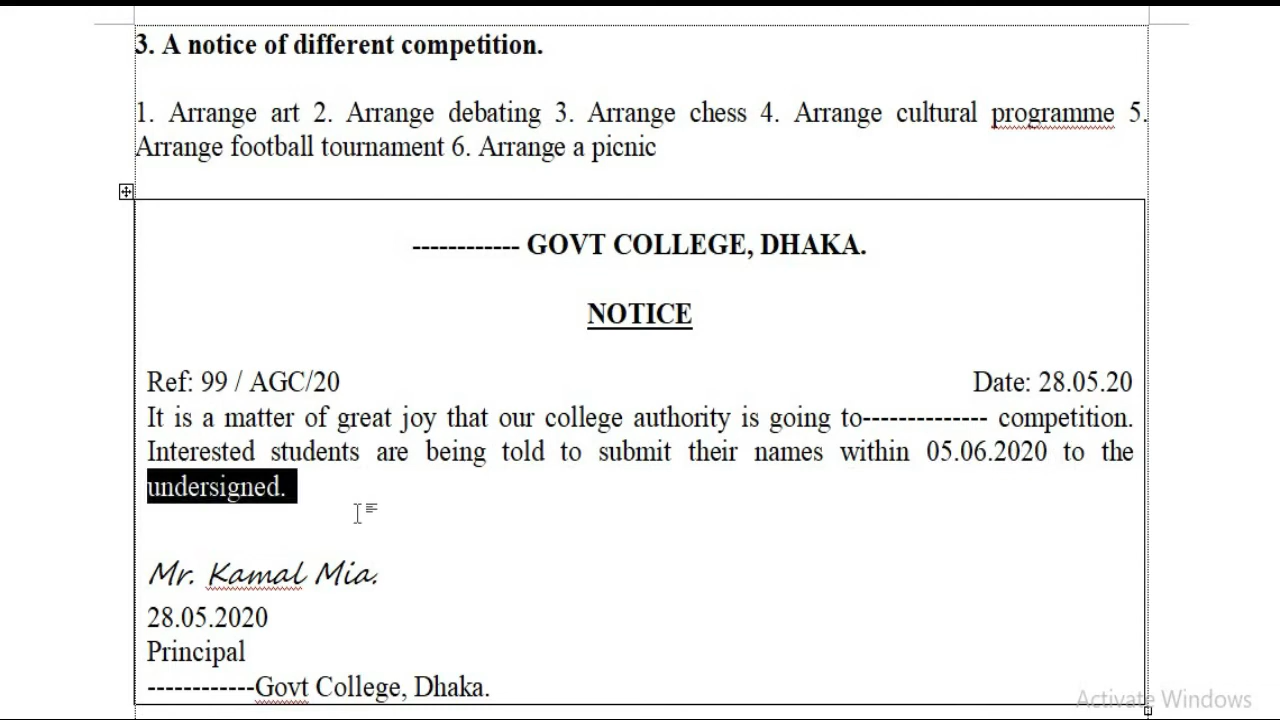 3. A notice of different competition.
1. Arrange art 2. Arrange debating 3. Arrange chess 4. Arrange cultural programme 5.
Arrange football tournament 6. Arrange a picnic
------------ GOVT COLLEGE, DHAKA.
NOTICE
Ref: 99 / AGC/20 Date: 28.05.20
It is a matter of great joy that our college authority is going to-------------- competition.
Interested students are being told to submit their names within 05.06.2020 to the
undersigned.
Mr. Kamal Mia.
28.05.2020
Principal
------------Govt College, Dhaka.
Activate Windows